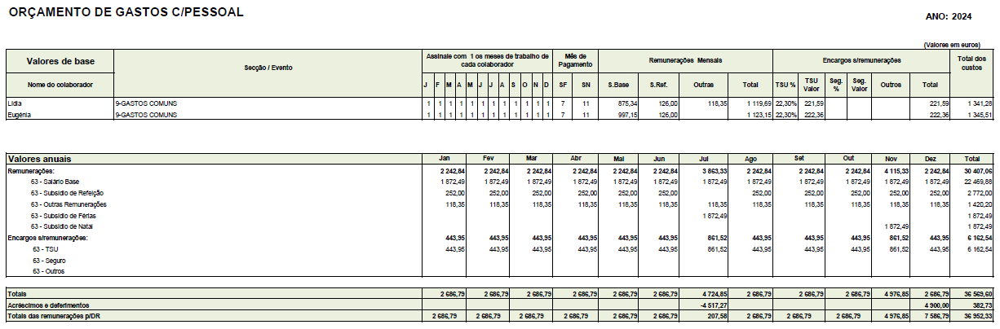 ORÇAMENTO DE GASTOS C/PESSOAL
ANO: 2024
(Valores em euros)
Valores de base Secção / Evento Assinale com 1 os meses de trabalho de cada colaborador Mês de Pagamento Remunerações Mensais Encargos s/remunerações Total dos custos
Nome do colaborador J F M A M J J A S O N D SF SN S.Base S.Ref. Outras Total TSU % TSU Valor Seg. % Seg. Valor Outros Total
Lídia 9-GASTOS COMUNS 1 1 1 1 1 1 1 1 1 1 1 1 7 11 875,34 126,00 118,35 1 119,69 22,30% 221,59 221,59 1 341,28
Eugénia 9-GASTOS COMUNS 1 1 1 1 1 1 1 1 1 1 1 1 7 11 997,15 126,00 1 123,15 22,30% 222,36 222,36 1 345,51
Valores anuais Jan Fev Mar Abr Mai Jun Jul Ago Set Out Nov Dez Total
Remunerações: 2 242,84 2 242,84 2 242,84 2 242,84 2 242,84 2 242,84 3 863,33 2 242,84 2 242,84 2 242,84 4 115,33 2 242,84 30 407,06
63 - Salário Base 1 872,49 1 872,49 1 872,49 1 872,49 1 872,49 1 872,49 1 872,49 1 872,49 1 872,49 1 872,49 1 872,49 1 872,49 22 469,88
63 - Subsídio de Refeição 252,00 252,00 252,00 252,00 252,00 252,00 252,00 252,00 252,00 252,00 252,00 2 772,00
63 - Outras Remunerações 118,35 118,35 118,35 118,35 118,35 118,35 118,35 118,35 118,35 118,35 118,35 118,35 1 420,20
63 - Subsídio de Férias 1 872,49 1 872,49
63 - Subsídio de Natal 1 872,49 1 872,49
Encargos s/remunerações: 443,95 443,95 443,95 443,95 443,95 443,95 861,52 443,95 443,95 443,95 861,52 443,95 6 162,54
63 - TSU 443,95 443,95 443,95 443,95 443,95 443,95 861,52 443,95 443,95 443,95 861,52 443,95 6 162,54
63 - Seguro
63 - Outros
Totais 2 686,79 2 686,79 2 686,79 2 686,79 2 686,79 2 686,79 4 724,85 2 686,79 2 686,79 2 686,79 4 976,85 2 686,79 36 569,60
Acréscimos e deferimentos -4 517,27 4 900,00 382,73
Totais das remunerações p/DR 2 686,79 2 686,79 2 686,79 2 686,79 2 686,79 2 686,79 207,58 2 686,79 2 686,79 2 686,79 4 976,85 7 586,79 36 952,33